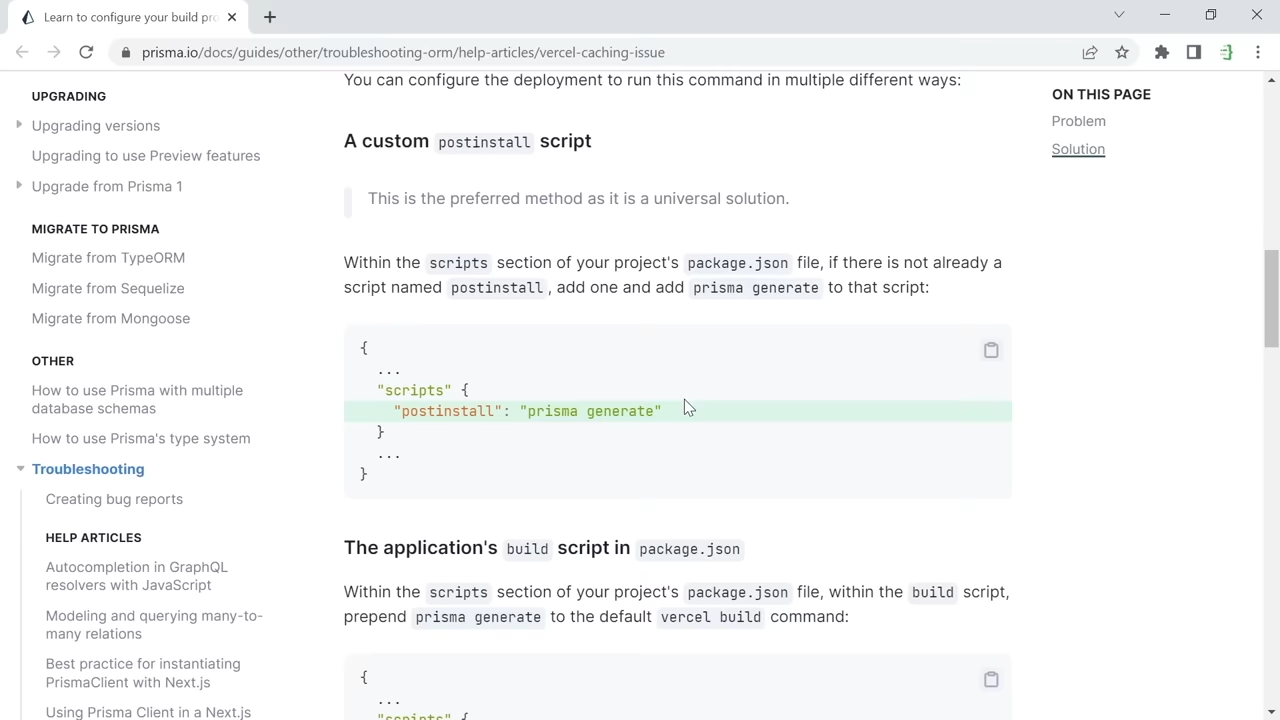 Learn to configure your build pro
prisma.io/docs/guides/other/troubleshooting-orm/help-articles/vercel-caching-issue
UPGRADING
Upgrading versions
Upgrading to use Preview features
Upgrade from Prisma 1
MIGRATE TO PRISMA
Migrate from TypeORM
Migrate from Sequelize
Migrate from Mongoose
OTHER
How to use Prisma with multiple
database schemas
How to use Prisma's type system
Troubleshooting
Creating bug reports
HELP ARTICLES
Autocompletion in GraphQL
resolvers with JavaScript
Modeling and querying many-to-
many relations
Best practice for instantiating
PrismaClient with Next.js
Using Prisma Client in a Next.js
You can configure the deployment to run this command in multiple different ways:
A custom postinstall script
This is the preferred method as it is a universal solution.
Within the scripts section of your project's package.json file, if there is not already a
script named postinstall, add one and add prisma generate to that script:
{
...
"scripts" {
"postinstall": "prisma generate"
}
...
}
The application's build script in package.json
Within the scripts section of your project's package.json file, within the build script,
prepend prisma generate to the default vercel build command:
{
...
"scripts" {
ON THIS PAGE
Problem
Solution